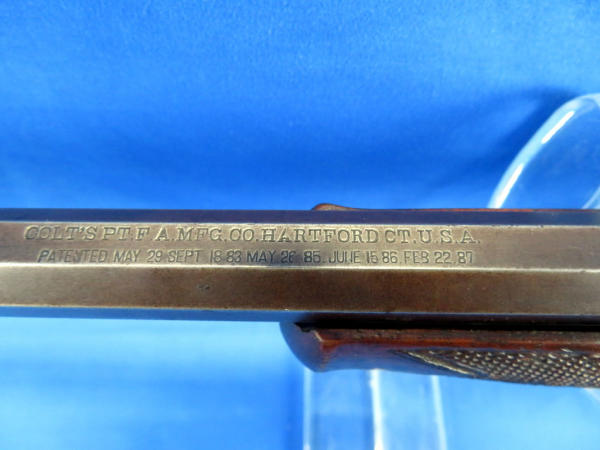 COLT'S PT. F A. MFG. CO. HARTFORD CT. U. S. A.
PATENTED MAY 29 SEPT 18 83 MAY 26 85. JUNE 15 86 FEB 22. 87